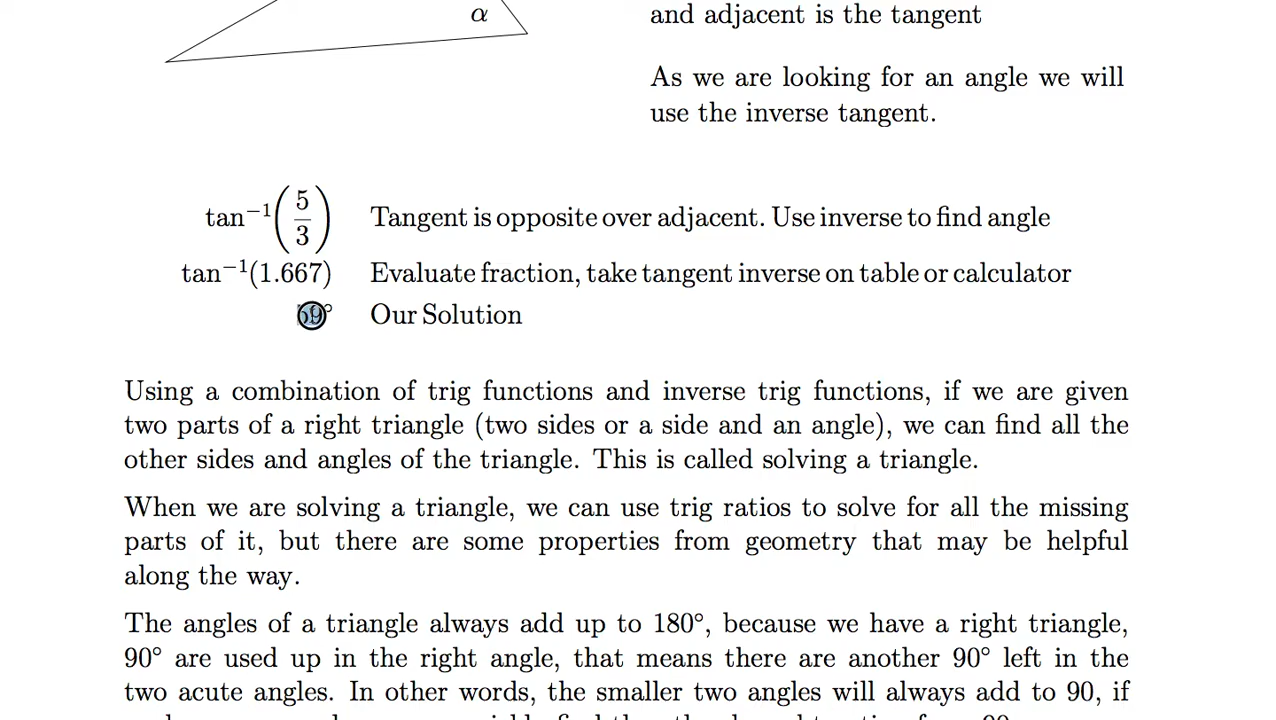 α
and adjacent is the tangent
As we are looking for an angle we will
use the inverse tangent.
tan⁻¹(5/3) Tangent is opposite over adjacent. Use inverse to find angle
tan⁻¹(1.667) Evaluate fraction, take tangent inverse on table or calculator
59° Our Solution
Using a combination of trig functions and inverse trig functions, if we are given
two parts of a right triangle (two sides or a side and an angle), we can find all the
other sides and angles of the triangle. This is called solving a triangle.
When we are solving a triangle, we can use trig ratios to solve for all the missing
parts of it, but there are some properties from geometry that may be helpful
along the way.
The angles of a triangle always add up to 180°, because we have a right triangle,
90° are used up in the right angle, that means there are another 90° left in the
two acute angles. In other words, the smaller two angles will always add to 90, if